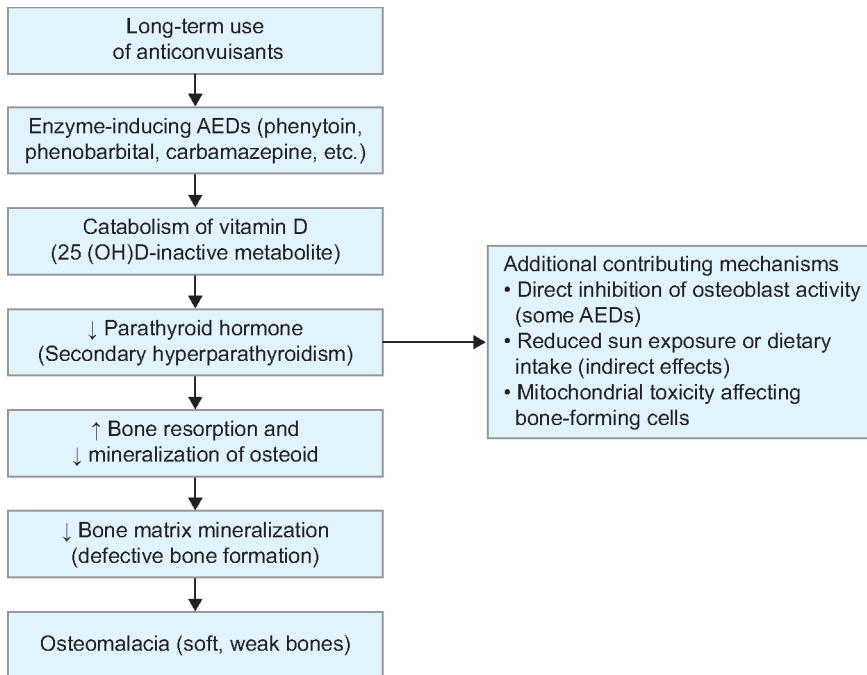 Long-term use
of anticonvuisants
Enzyme-inducing AEDs (phenytoin,
phenobarbital, carbamazepine, etc.)
Catabolism of vitamin D
(25 (OH)D-inactive metabolite)
↓ Parathyroid hormone
(Secondary hyperparathyroidism)
↑ Bone resorption and
↓ mineralization of osteoid
↓ Bone matrix mineralization
(defective bone formation)
Osteomalacia (soft, weak bones)
Additional contributing mechanisms
• Direct inhibition of osteoblast activity
(some AEDs)
• Reduced sun exposure or dietary
intake (indirect effects)
• Mitochondrial toxicity affecting
bone-forming cells